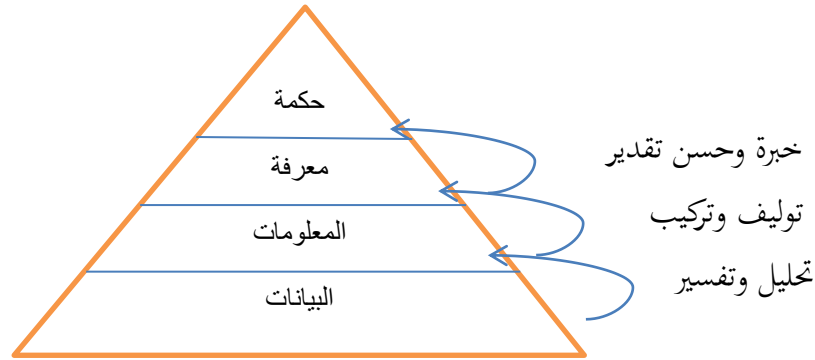 حكمة
خبرة وحسن تقدير
معرفة
توليف وتركيب
المعلومات
تحليل وتفسير
البيانات